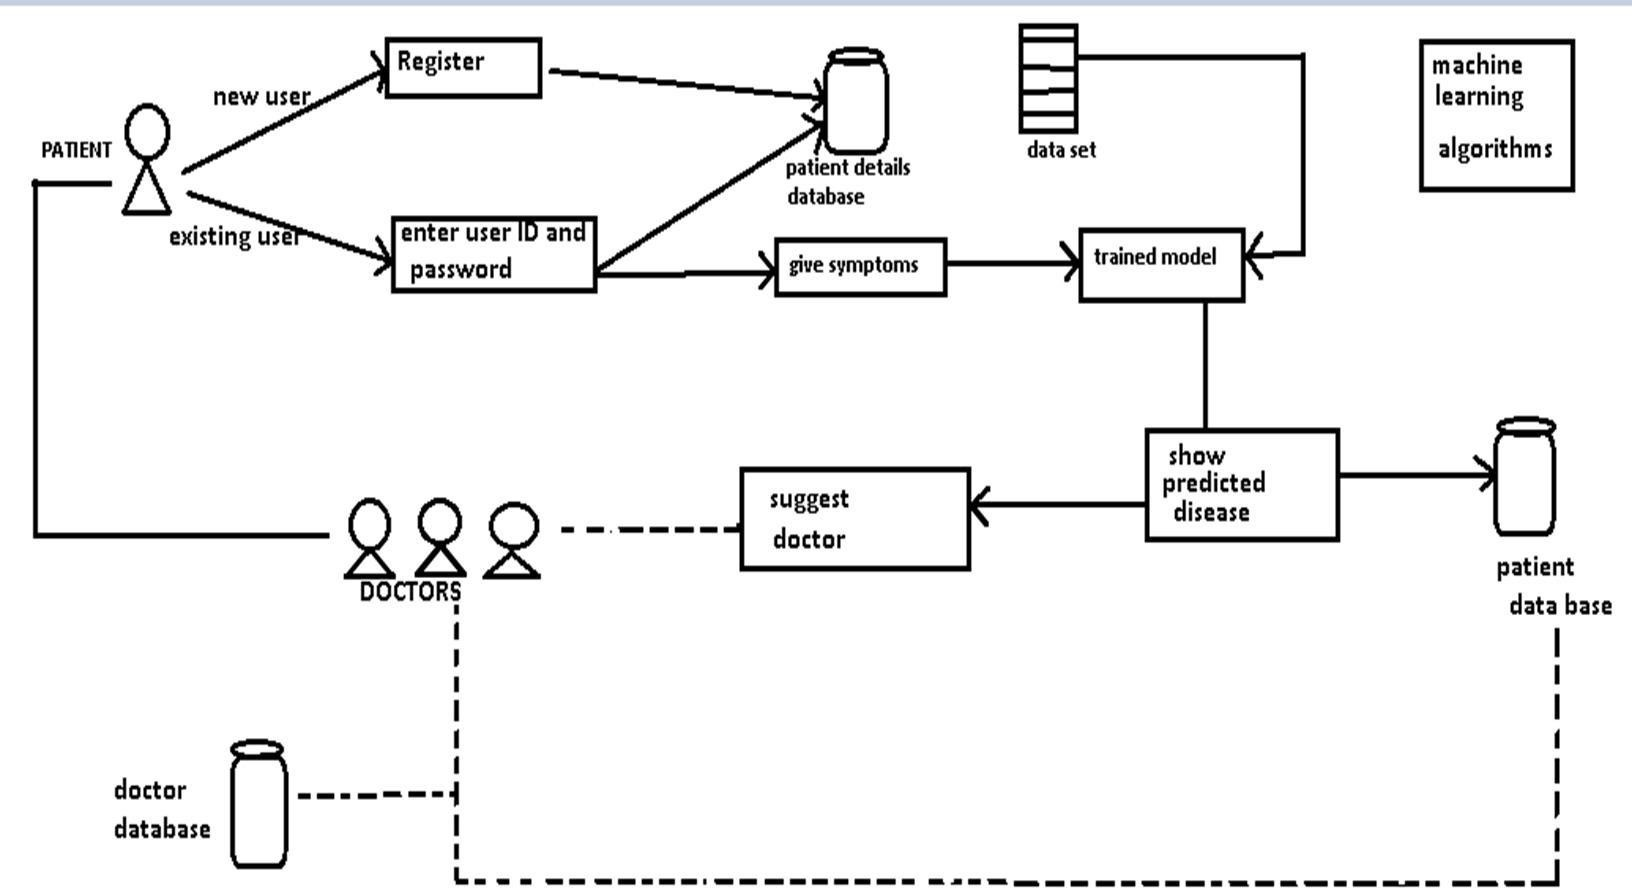 Register
new user
PATIENT
existing user
enter user ID and
password
patient details
database
data set
machine
learning
algorithms
give symptoms
trained model
show
predicted
disease
suggest
doctor
DOCTORS
patient
data base
doctor
database